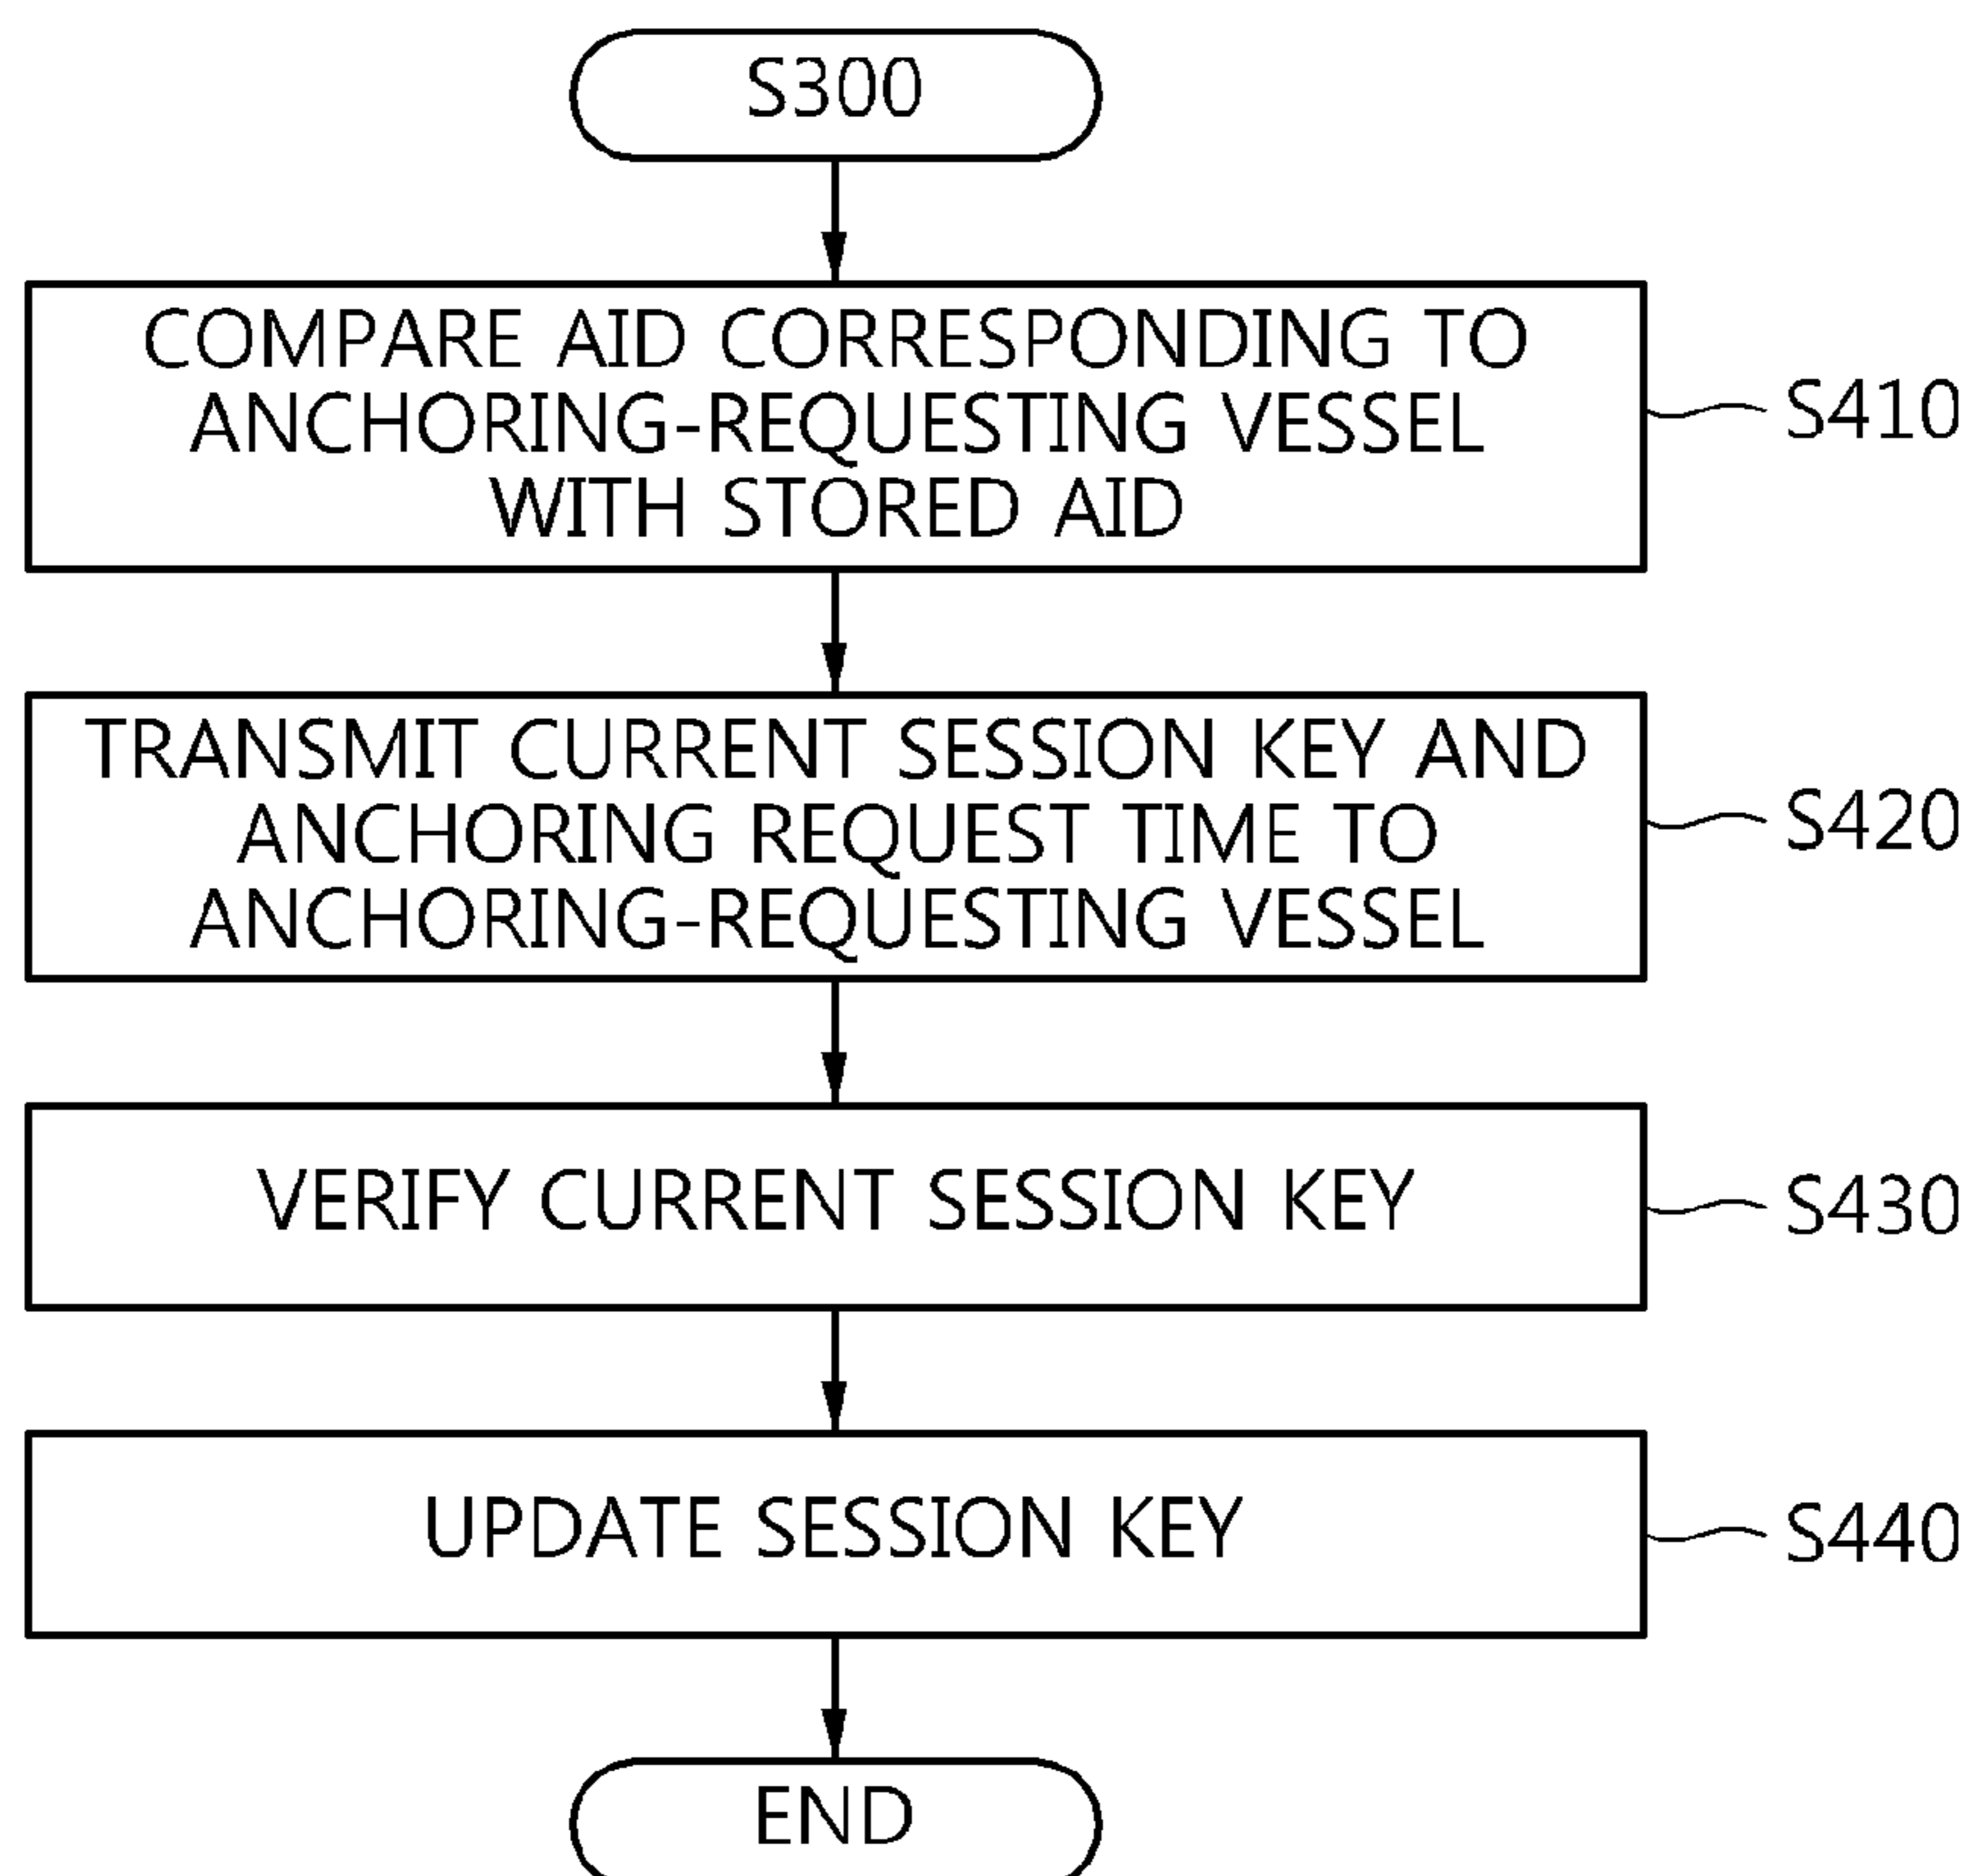 S300
COMPARE AID CORRESPONDING TO
ANCHORING-REQUESTING VESSEL
WITH STORED AID
S410
TRANSMIT CURRENT SESSION KEY AND
ANCHORING REQUEST TIME TO
ANCHORING-REQUESTING VESSEL
S420
VERIFY CURRENT SESSION KEY
S430
UPDATE SESSION KEY
S440
END